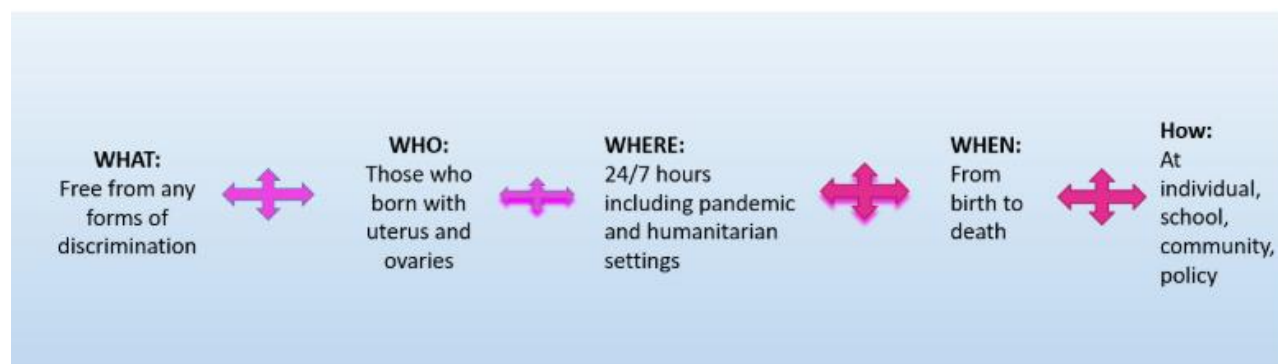 WHAT:
Free from any
forms of
discrimination
WHO:
Those who
born with
uterus and
ovaries
WHERE:
24/7 hours
including pandemic
and humanitarian
settings
WHEN:
From
birth to
death
How:
At
individual,
school,
community,
policy